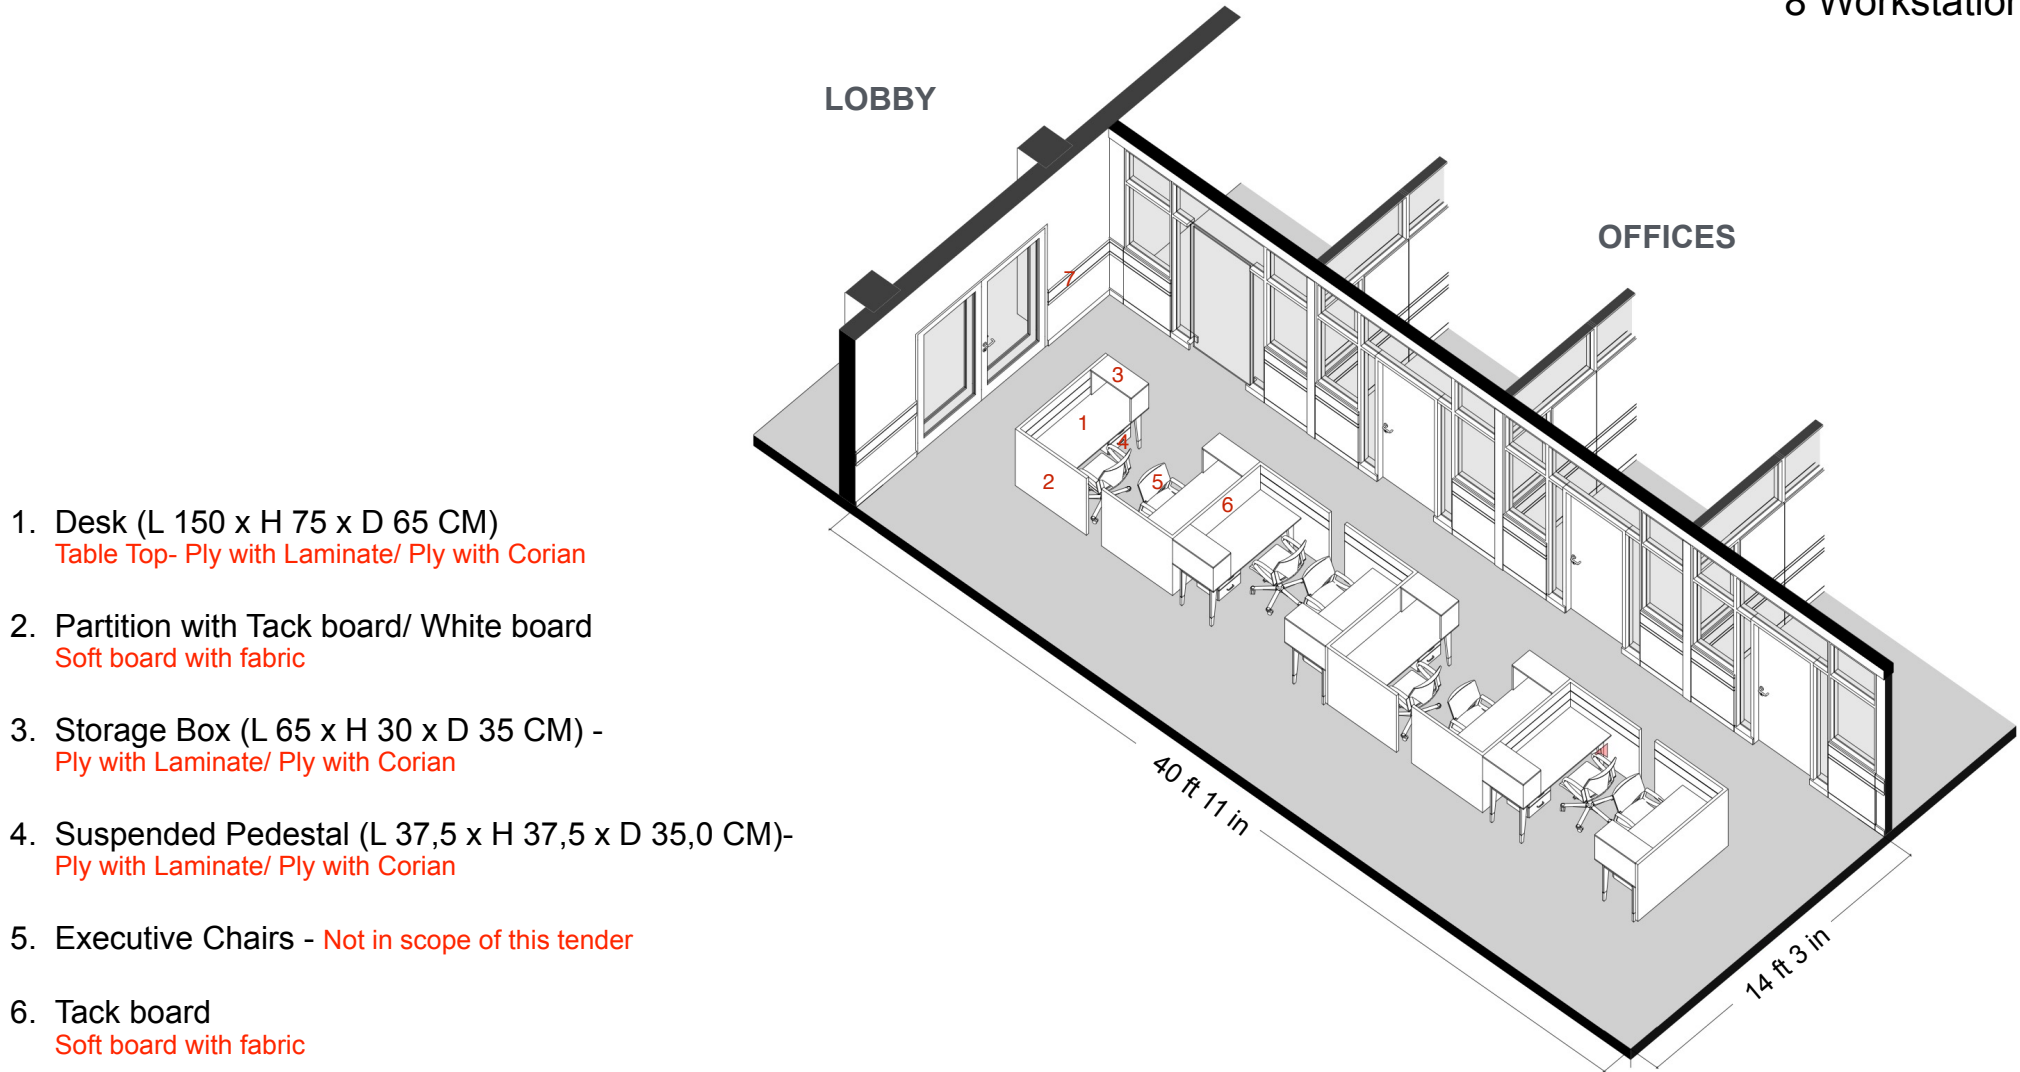 8 Workstation
LOBBY
OFFICES
7
3
1
4
2
5
6
1. Desk (L 150 x H 75 x D 65 CM)
Table Top- Ply with Laminate/ Ply with Corian
2. Partition with Tack board/ White board
Soft board with fabric
3. Storage Box (L 65 x H 30 x D 35 CM) -
Ply with Laminate/ Ply with Corian
4. Suspended Pedestal (L 37,5 x H 37,5 x D 35,0 CM)-
Ply with Laminate/ Ply with Corian
5. Executive Chairs - Not in scope of this tender
6. Tack board
Soft board with fabric
40 ft 11 in
14 ft 3 in